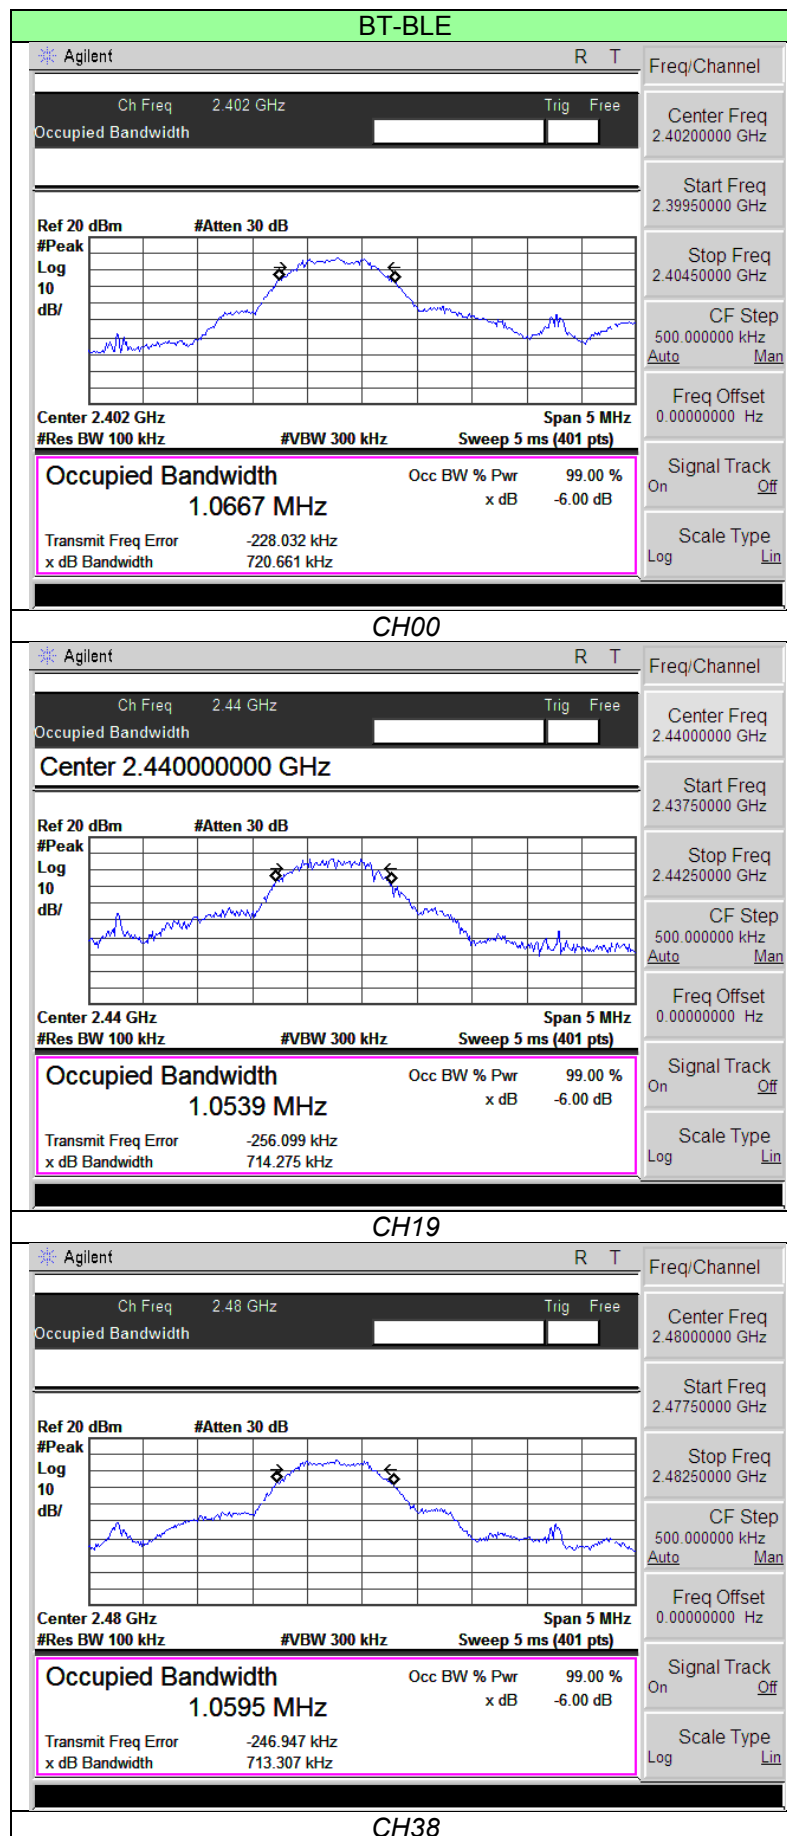 BT-BLE
Agilent R T Freq/Channel
Ch Freq 2.402 GHz Trig Free
Occupied Bandwidth
Center Freq
2.40200000 GHz
Start Freq
2.39950000 GHz
Stop Freq
2.40450000 GHz
CF Step
500.000000 kHz
Auto Man
Freq Offset
0.00000000 Hz
Signal Track
On Off
Scale Type
Log Lin
Ref 20 dBm #Atten 30 dB
#Peak
Log
10
dB/
Center 2.402 GHz Span 5 MHz
#Res BW 100 kHz #VBW 300 kHz Sweep 5 ms (401 pts)
Occupied Bandwidth Occ BW % Pwr 99.00 %
1.0667 MHz x dB -6.00 dB
Transmit Freq Error -228.032 kHz
x dB Bandwidth 720.661 kHz
CH00
Agilent R T Freq/Channel
Ch Freq 2.44 GHz Trig Free
Occupied Bandwidth
Center 2.440000000 GHz
Center Freq
2.44000000 GHz
Start Freq
2.43750000 GHz
Stop Freq
2.44250000 GHz
CF Step
500.000000 kHz
Auto Man
Freq Offset
0.00000000 Hz
Signal Track
On Off
Scale Type
Log Lin
Ref 20 dBm #Atten 30 dB
#Peak
Log
10
dB/
Center 2.44 GHz Span 5 MHz
#Res BW 100 kHz #VBW 300 kHz Sweep 5 ms (401 pts)
Occupied Bandwidth Occ BW % Pwr 99.00 %
1.0539 MHz x dB -6.00 dB
Transmit Freq Error -256.099 kHz
x dB Bandwidth 714.275 kHz
CH19
Agilent R T Freq/Channel
Ch Freq 2.48 GHz Trig Free
Occupied Bandwidth
Center Freq
2.48000000 GHz
Start Freq
2.47750000 GHz
Stop Freq
2.48250000 GHz
CF Step
500.000000 kHz
Auto Man
Freq Offset
0.00000000 Hz
Signal Track
On Off
Scale Type
Log Lin
Ref 20 dBm #Atten 30 dB
#Peak
Log
10
dB/
Center 2.48 GHz Span 5 MHz
#Res BW 100 kHz #VBW 300 kHz Sweep 5 ms (401 pts)
Occupied Bandwidth Occ BW % Pwr 99.00 %
1.0595 MHz x dB -6.00 dB
Transmit Freq Error -246.947 kHz
x dB Bandwidth 713.307 kHz
CH38